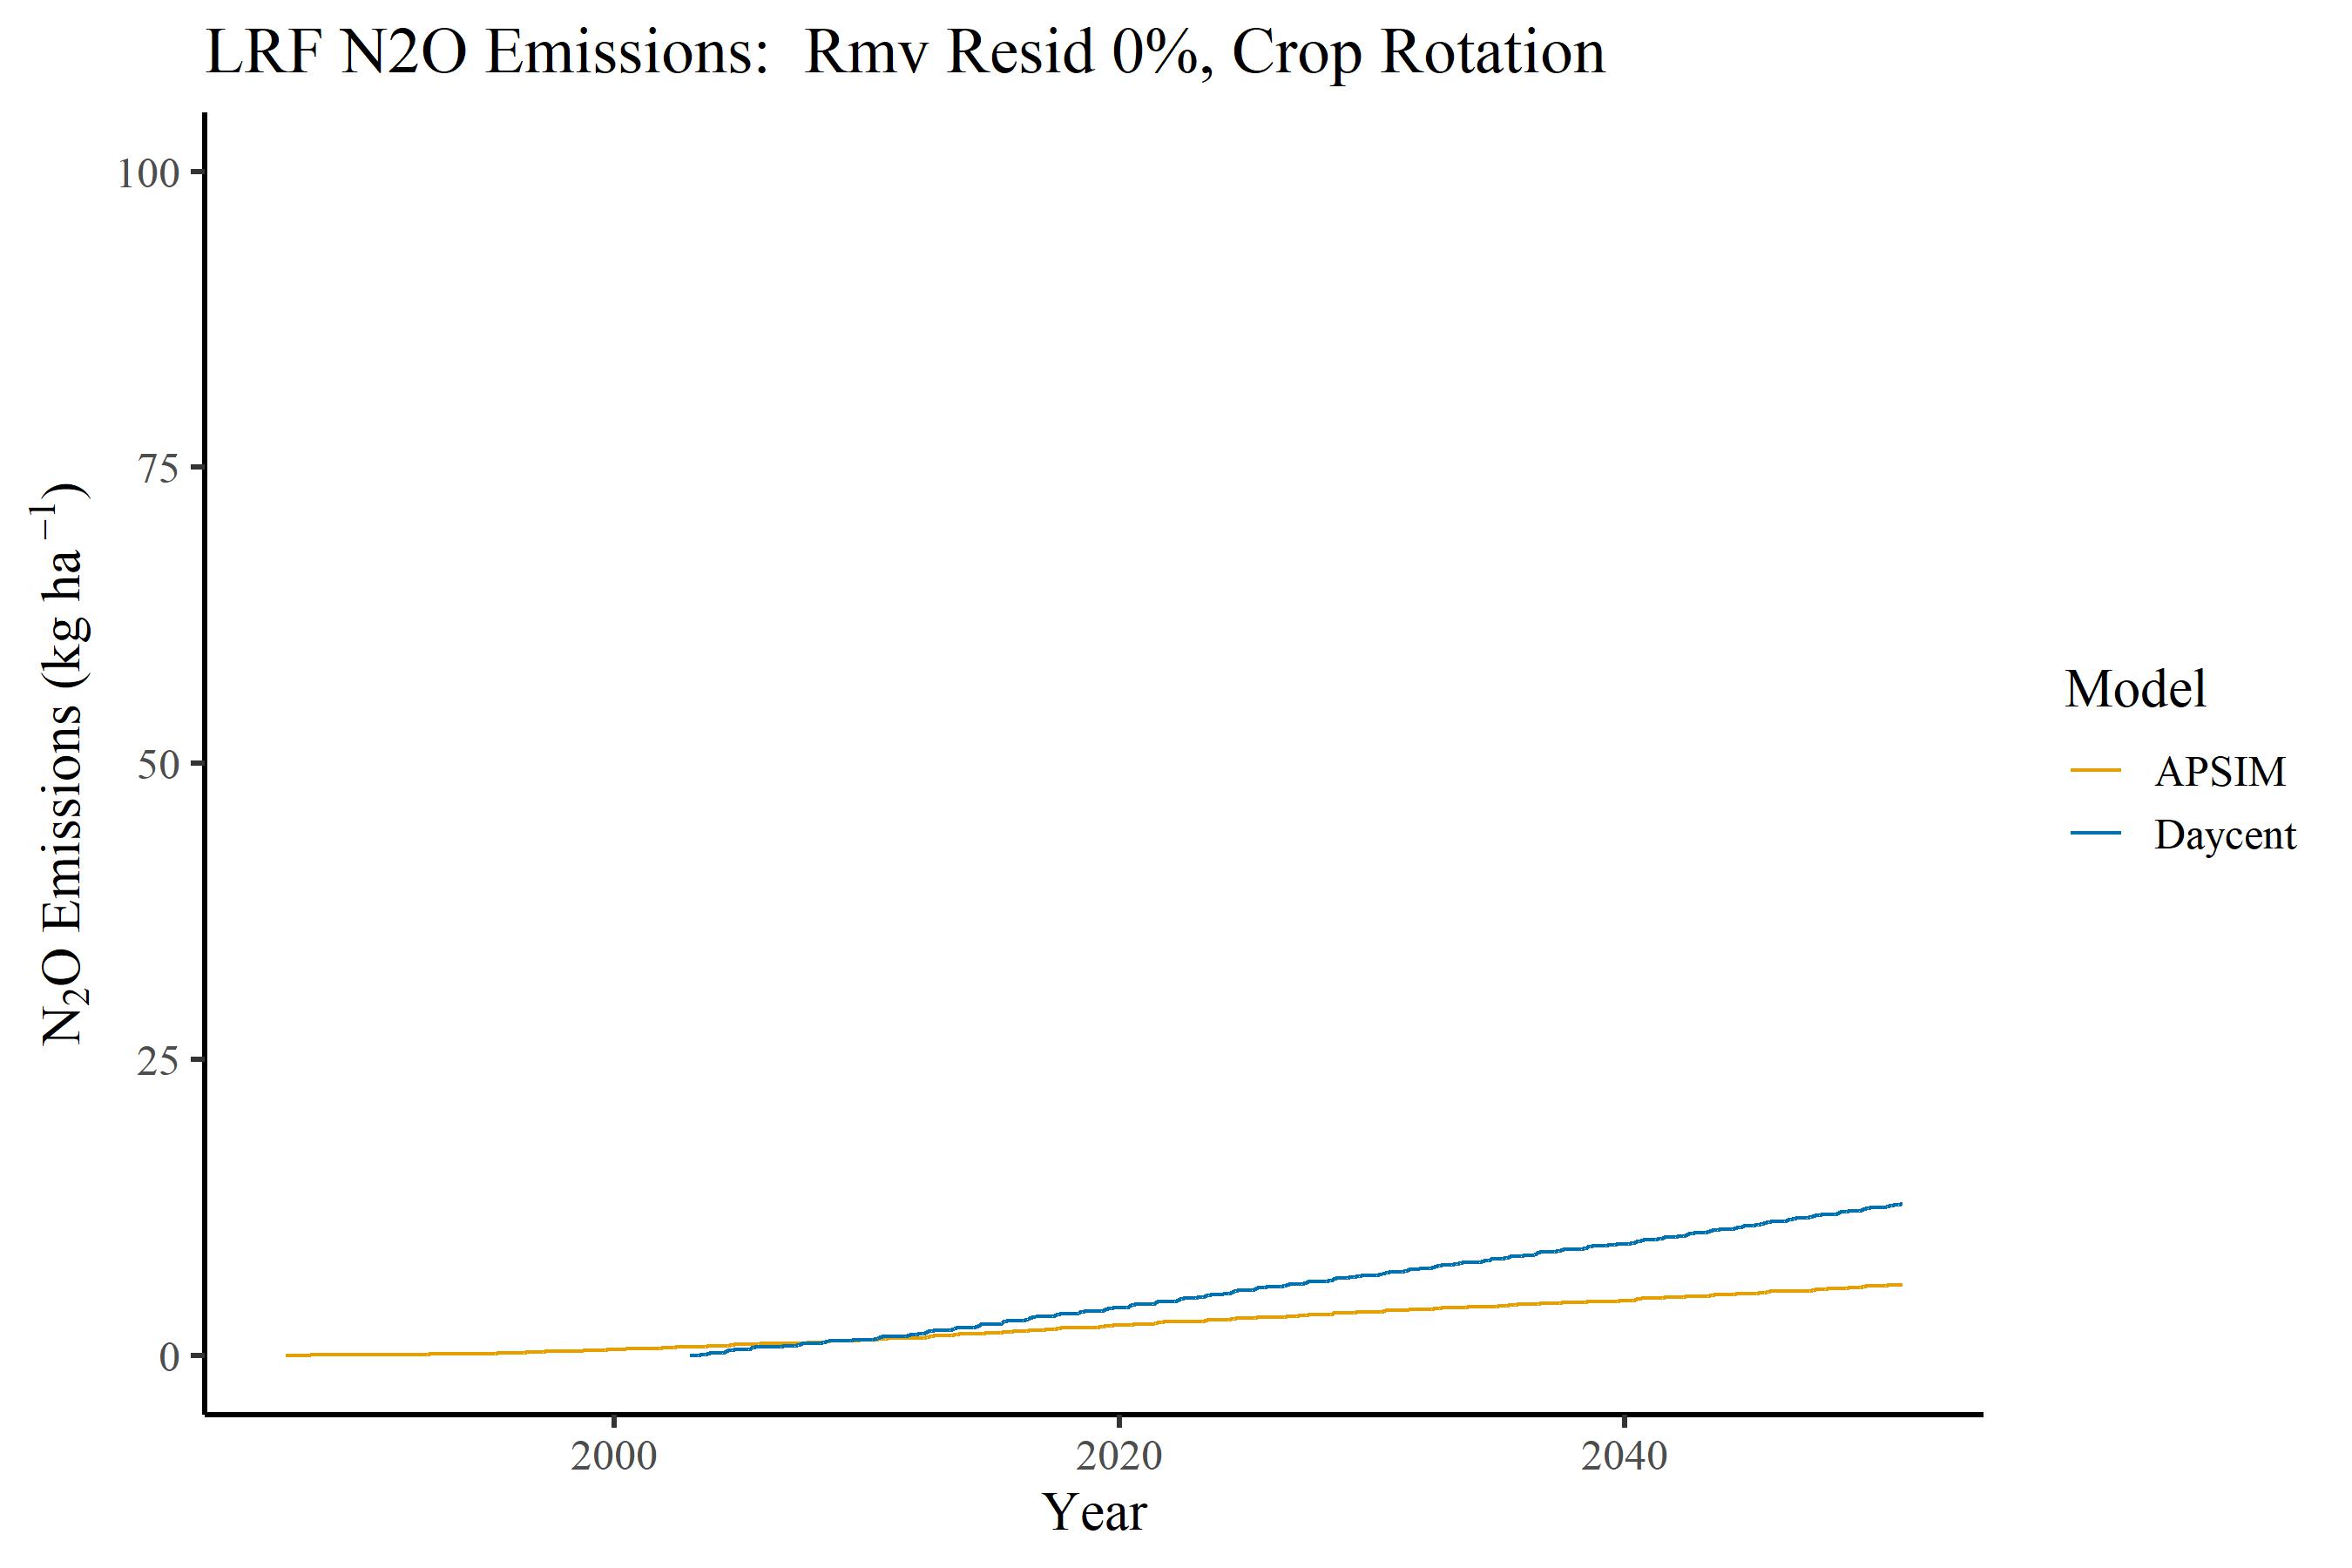 LRF N2O Emissions:  Rmv Resid 0%, Crop Rotation
N₂O Emissions (kg ha⁻¹)
100
75
50
25
0
2000
2020
2040
Year
Model
APSIM
Daycent